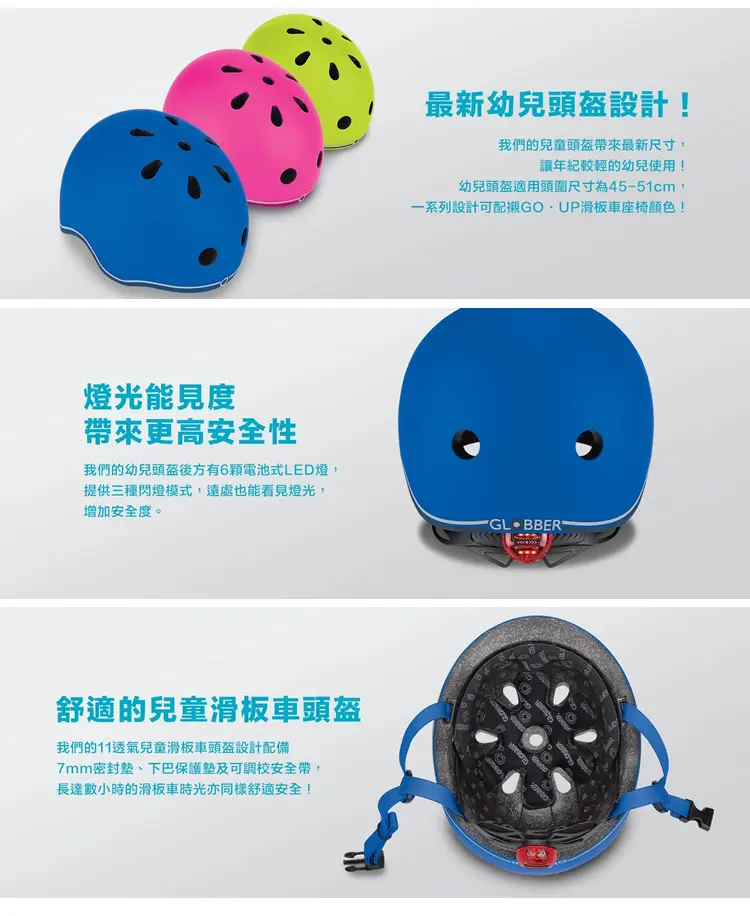 最新幼兒頭盔設計！
我們的兒童頭盔帶來最新尺寸，
讓年紀較輕的幼兒使用！
幼兒頭盔適用頭圍尺寸為45-51cm，
一系列設計可配襯GO·UP滑板車座椅顏色！
燈光能見度
帶來更高安全性
我們的幼兒頭盔後方有6顆電池式LED燈，
提供三種閃燈模式，遠處也能看見燈光，
增加安全度。
GLOBBER
舒適的兒童滑板車頭盔
我們的11透氣兒童滑板車頭盔設計配備
7mm密封墊、下巴保護墊及可調校安全帶，
長達數小時的滑板車時光亦同樣舒適安全！